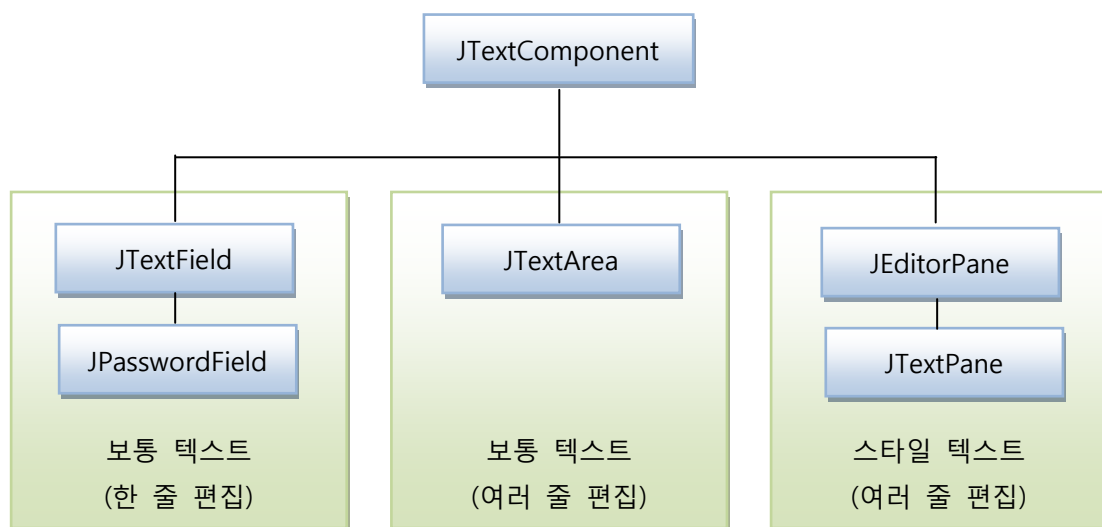 JTextComponent
JTextField
JPasswordField
보통 텍스트
(한 줄 편집)
JTextArea
보통 텍스트
(여러 줄 편집)
JEditorPane
JTextPane
스타일 텍스트
(여러 줄 편집)